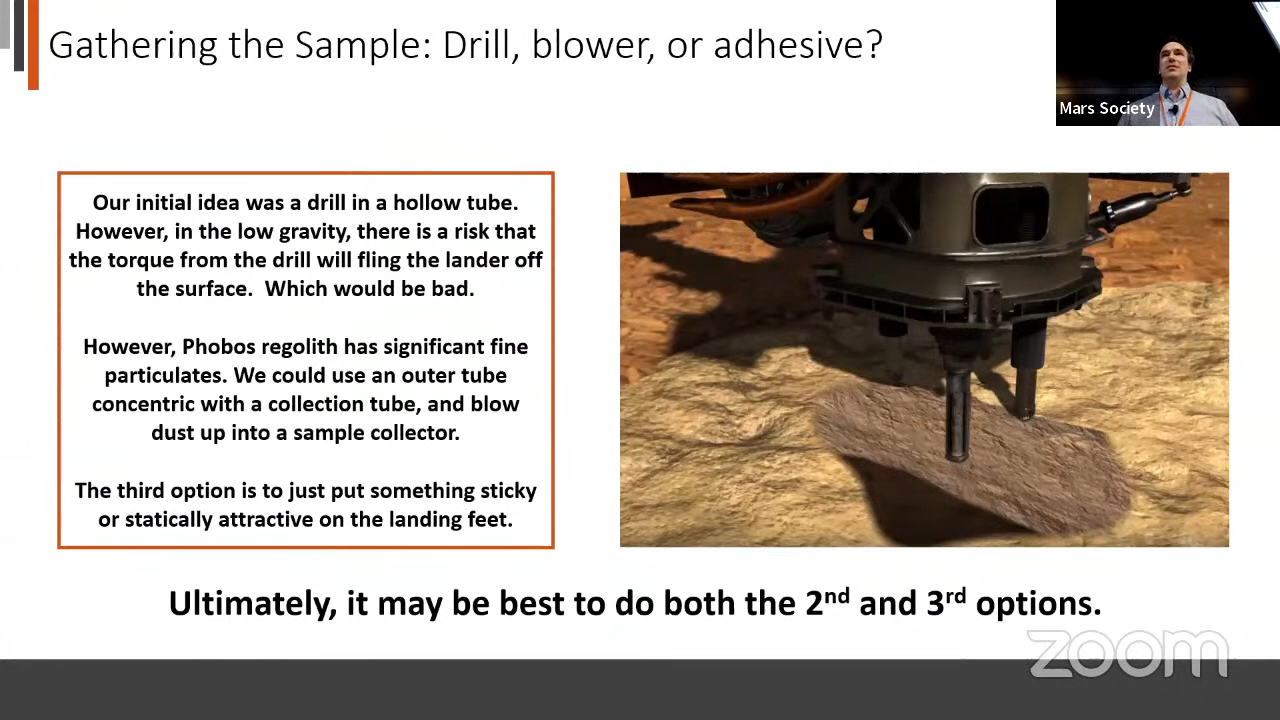 Gathering the Sample: Drill, blower, or adhesive?
Mars Society
Our initial idea was a drill in a hollow tube.
However, in the low gravity, there is a risk that
the torque from the drill will fling the lander off
the surface.  Which would be bad.
However, Phobos regolith has significant fine
particulates. We could use an outer tube
concentric with a collection tube, and blow
dust up into a sample collector.
The third option is to just put something sticky
or statically attractive on the landing feet.
Ultimately, it may be best to do both the 2nd and 3rd options.
zoom